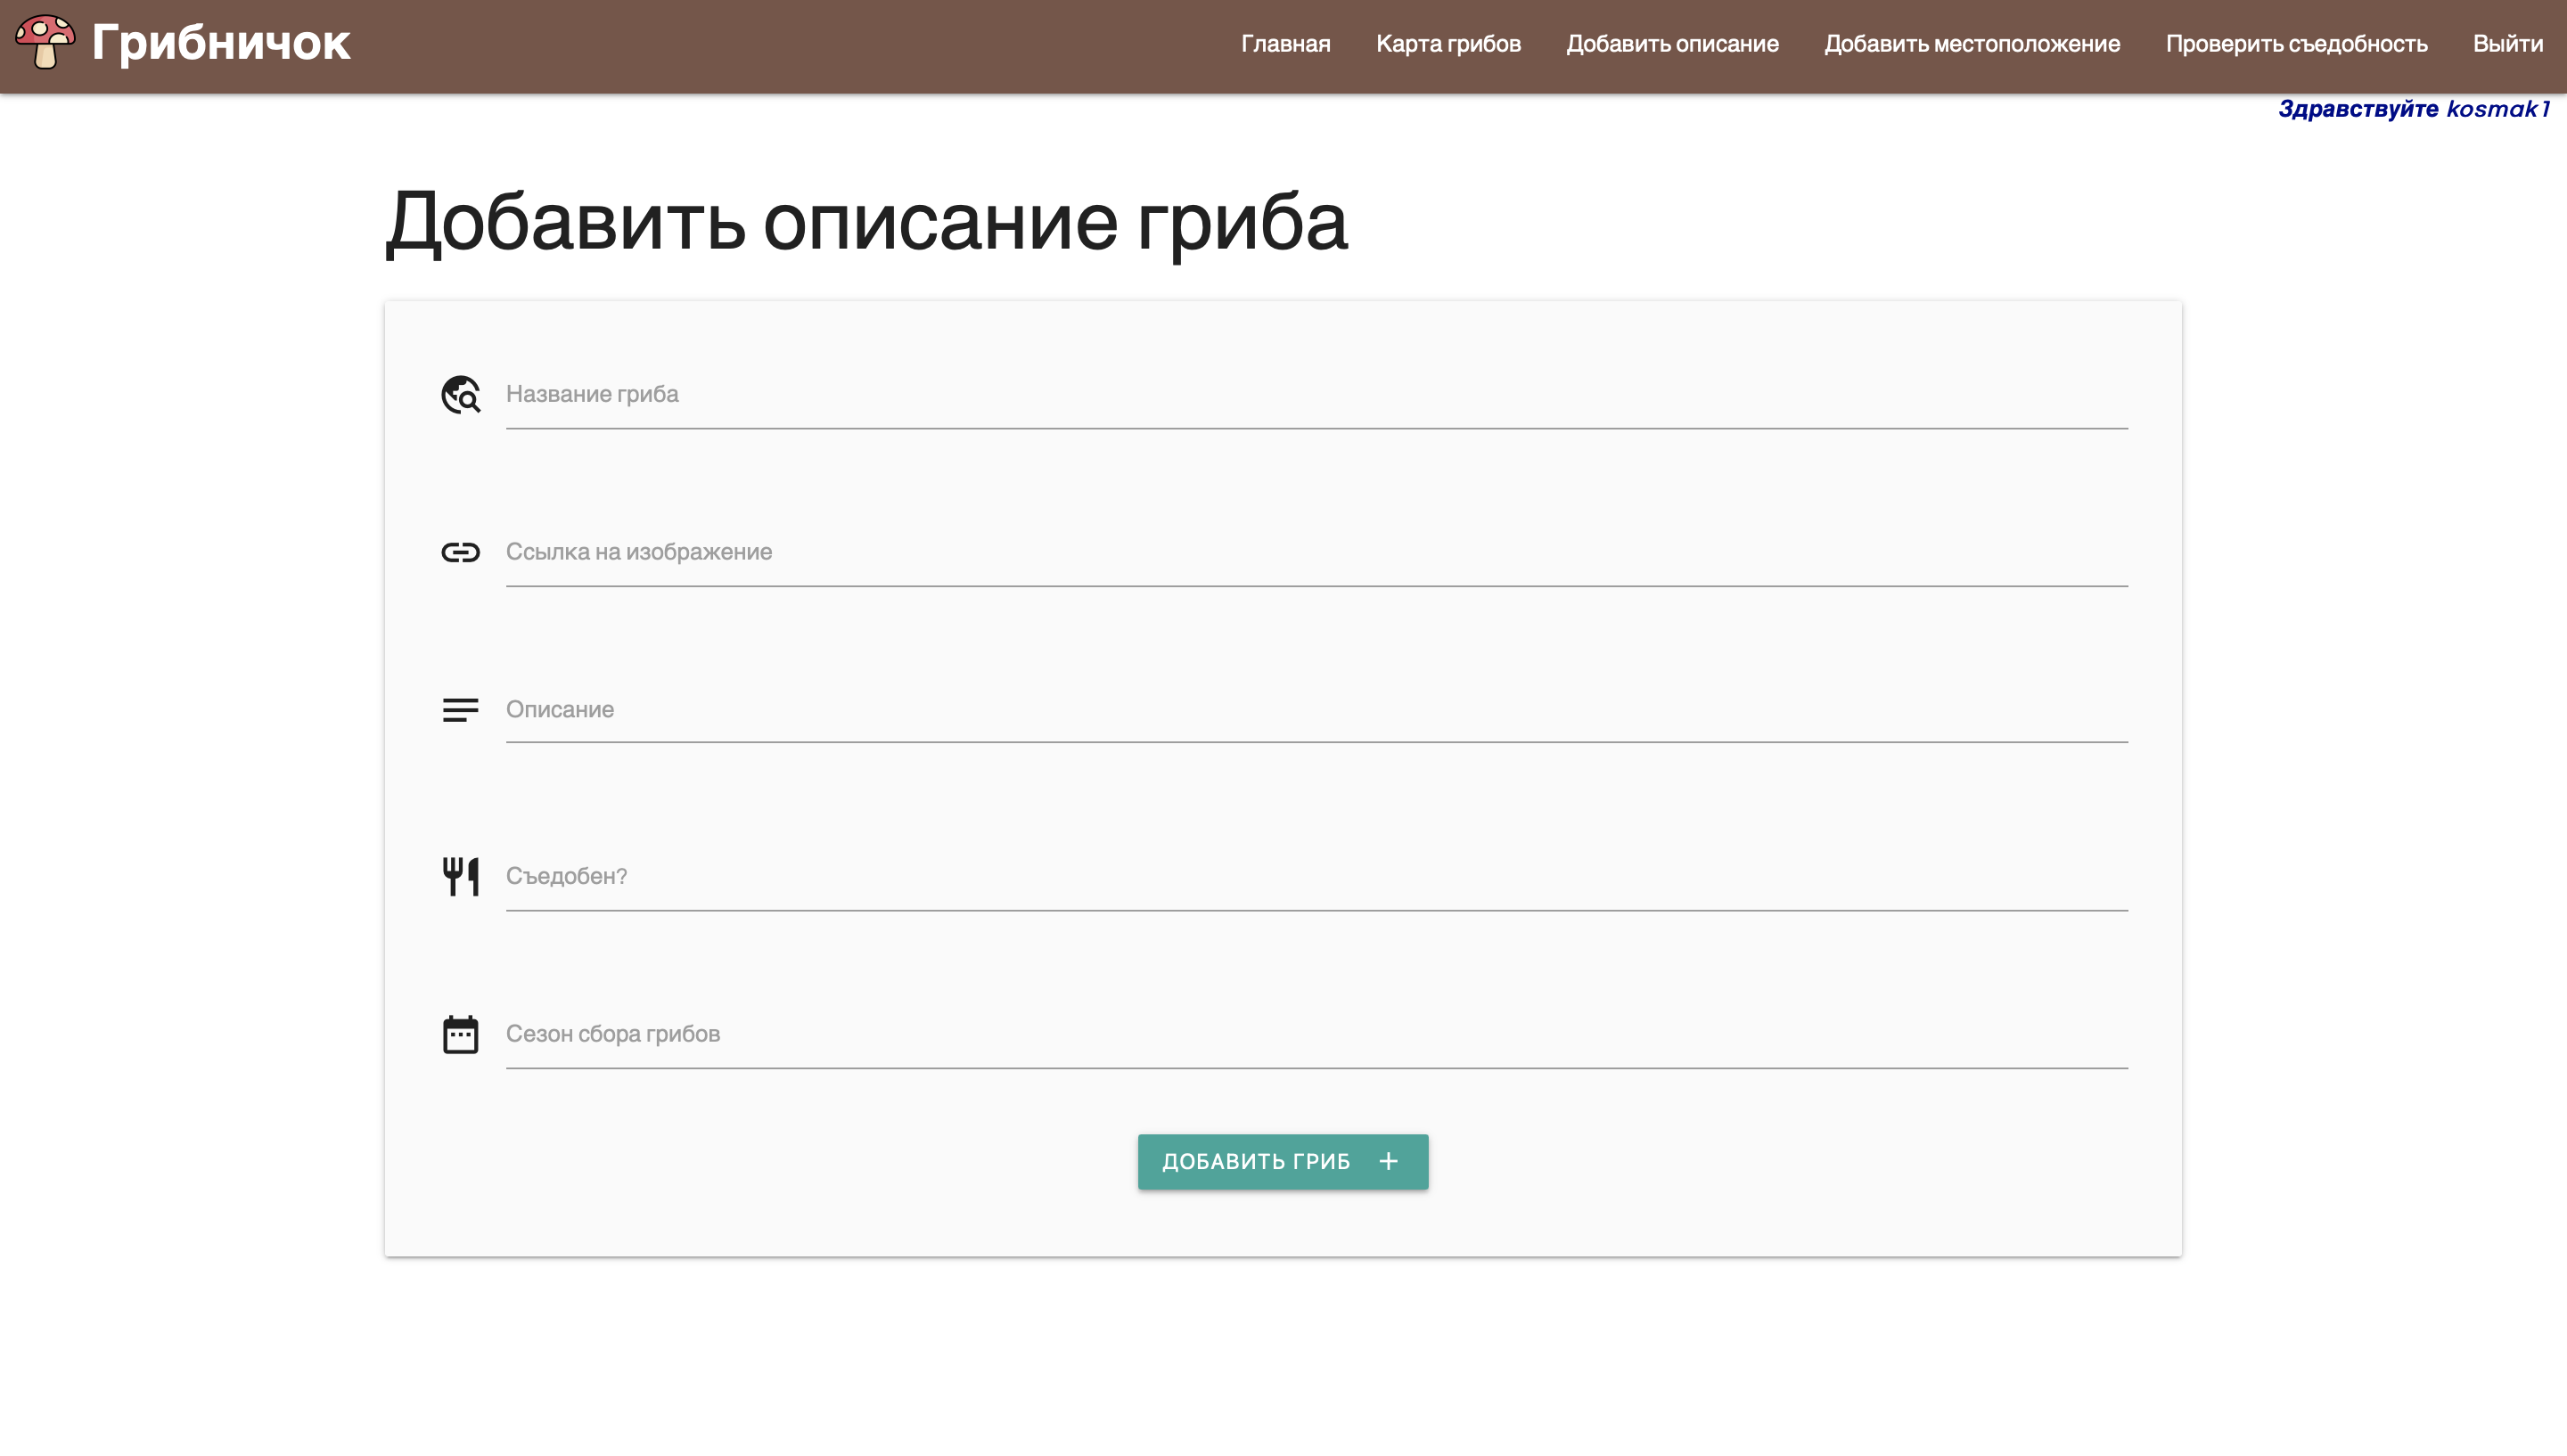 Грибничок
Главная Карта грибов Добавить описание Добавить местоположение Проверить съедобность Выйти
Здравствуйте kosmak1
Добавить описание гриба
Название гриба
Ссылка на изображение
Описание
Съедобен?
Сезон сбора грибов
ДОБАВИТЬ ГРИБ +